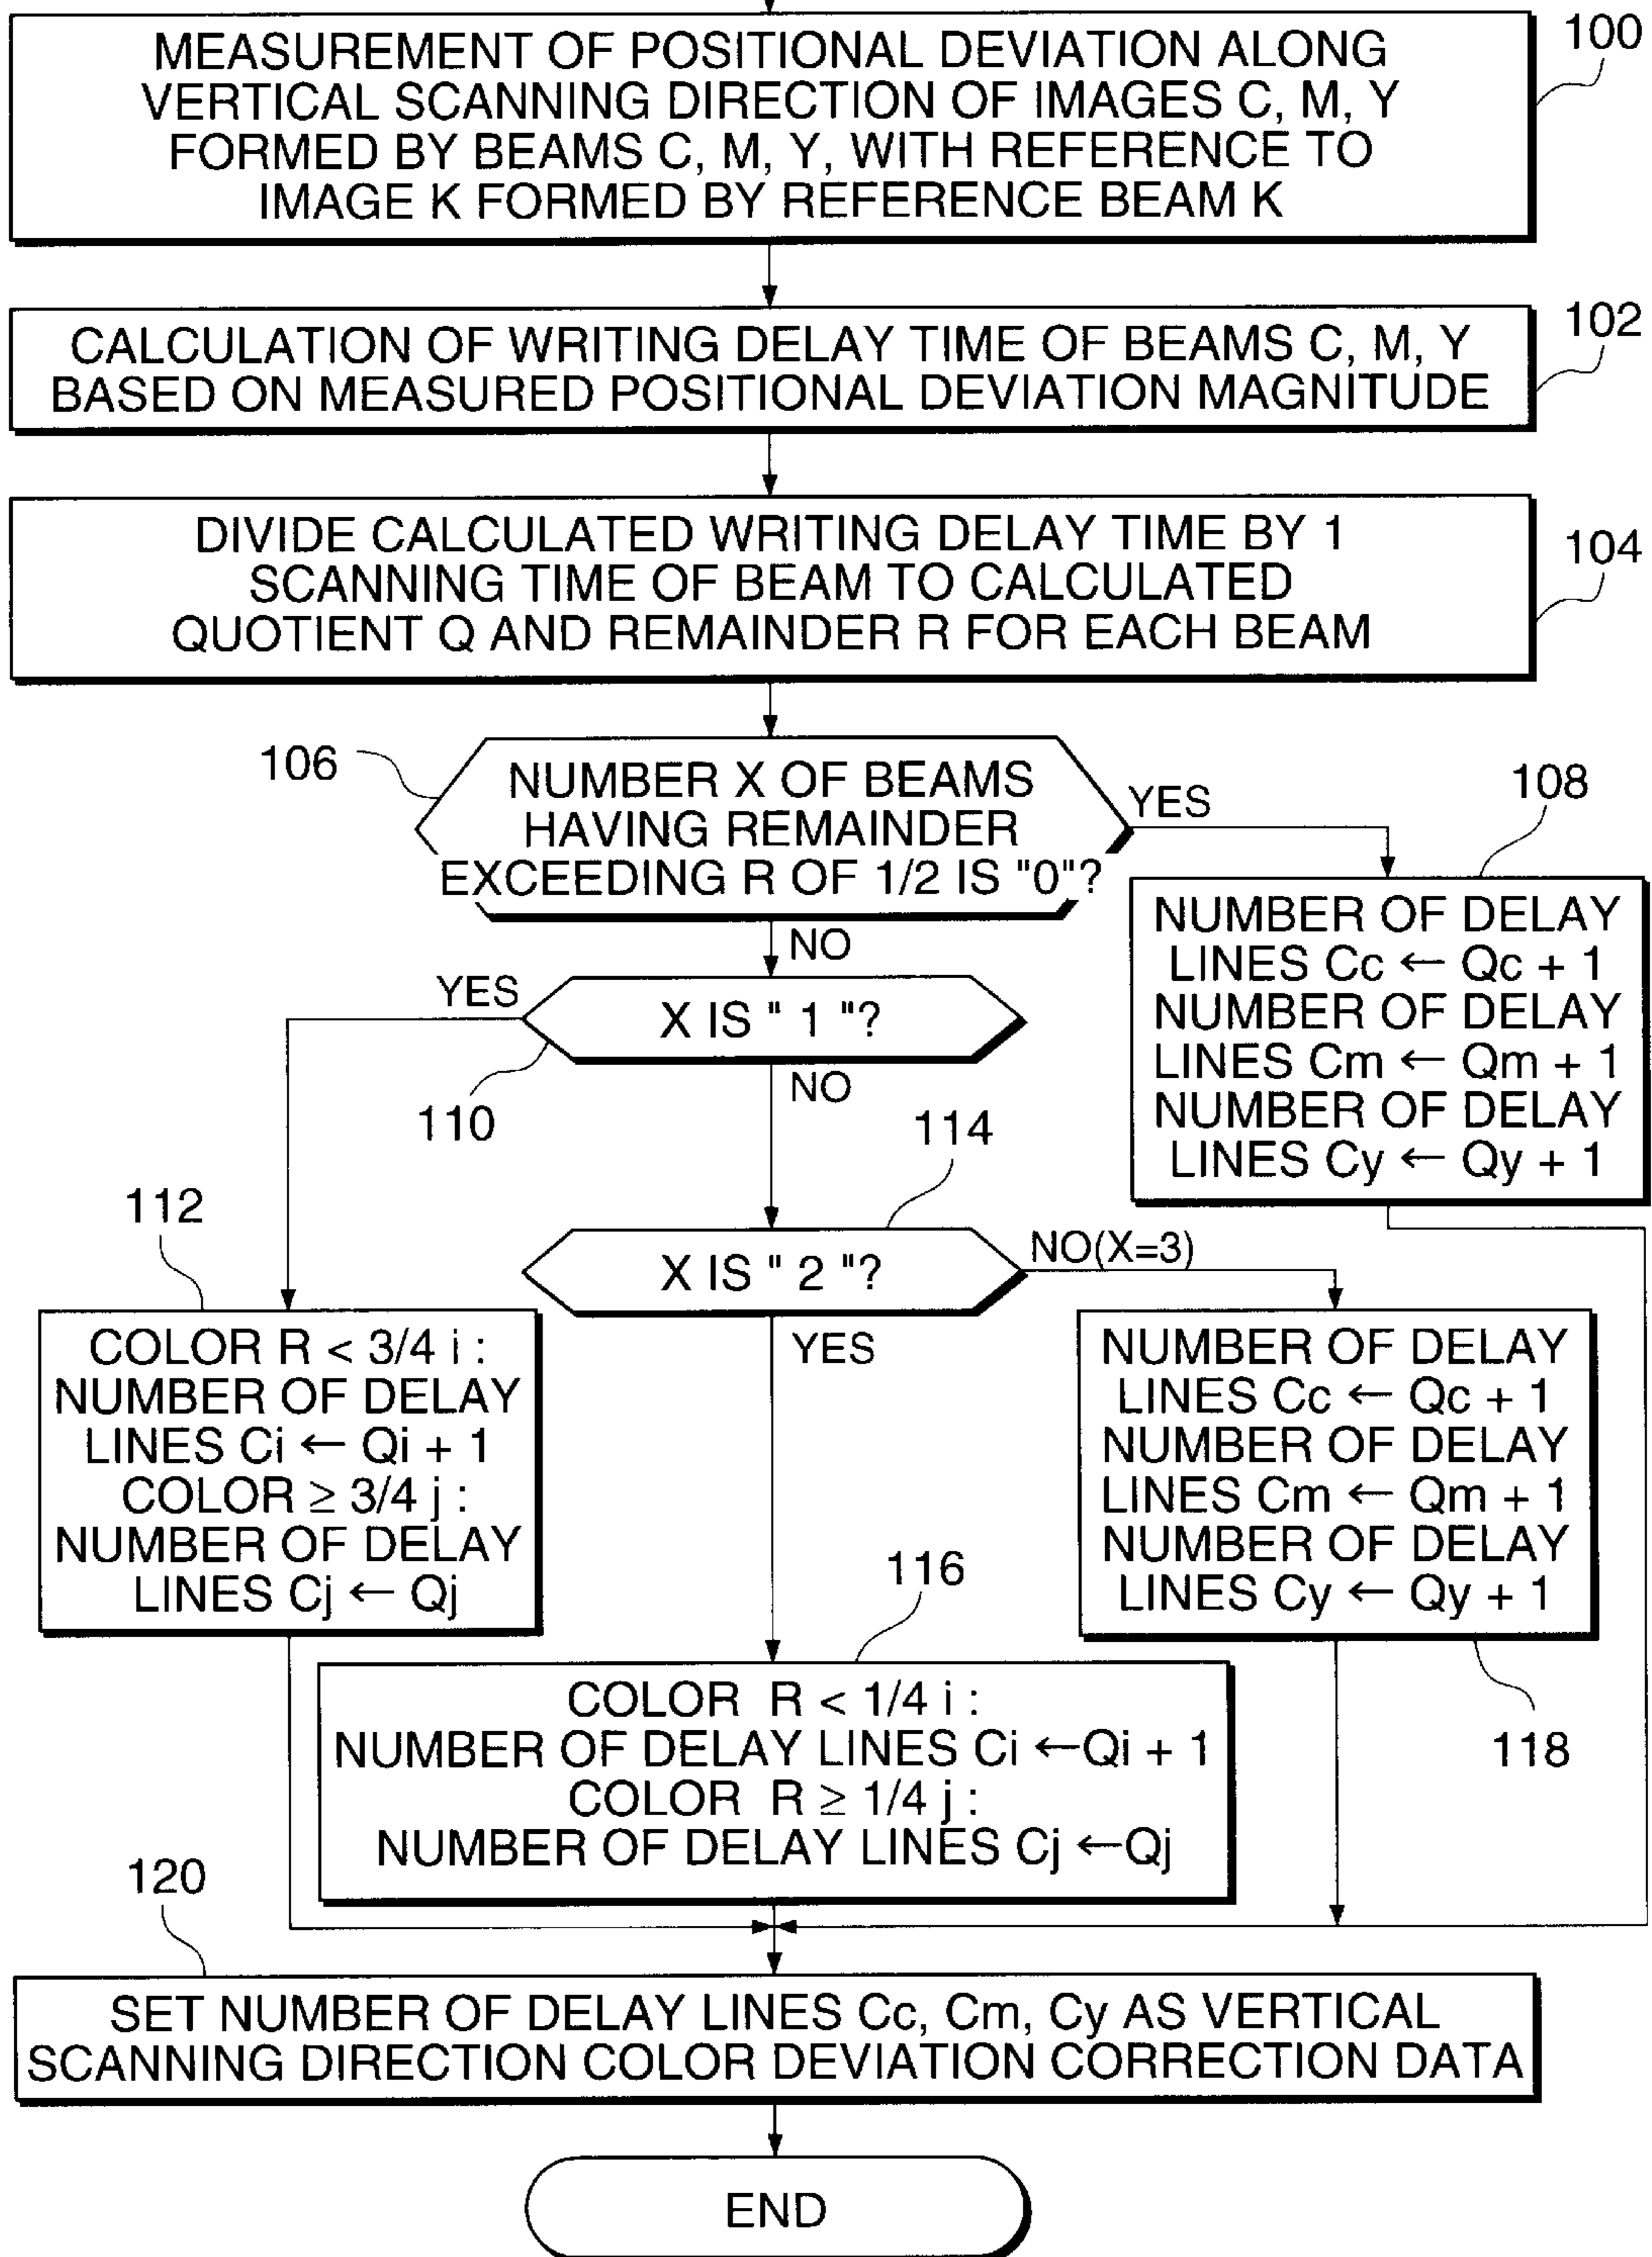 100
MEASUREMENT OF POSITIONAL DEVIATION ALONG
VERTICAL SCANNING DIRECTION OF IMAGES C, M, Y
FORMED BY BEAMS C, M, Y, WITH REFERENCE TO
IMAGE K FORMED BY REFERENCE BEAM K
102
CALCULATION OF WRITING DELAY TIME OF BEAMS C, M, Y
BASED ON MEASURED POSITIONAL DEVIATION MAGNITUDE
104
DIVIDE CALCULATED WRITING DELAY TIME BY 1
SCANNING TIME OF BEAM TO CALCULATED
QUOTIENT Q AND REMAINDER R FOR EACH BEAM
106
NUMBER X OF BEAMS
HAVING REMAINDER
EXCEEDING R OF 1/2 IS "0"?
YES
108
NUMBER OF DELAY
LINES Cc ← Qc + 1
NUMBER OF DELAY
LINES Cm ← Qm + 1
NUMBER OF DELAY
LINES Cy ← Qy + 1
NO
YES
X IS " 1 "?
110
NO
114
112
X IS " 2 "?
NO(X=3)
YES
COLOR R < 3/4 i :
NUMBER OF DELAY
LINES Ci ← Qi + 1
COLOR ≥ 3/4 j :
NUMBER OF DELAY
LINES Cj ← Qj
NUMBER OF DELAY
LINES Cc ← Qc + 1
NUMBER OF DELAY
LINES Cm ← Qm + 1
NUMBER OF DELAY
LINES Cy ← Qy + 1
116
118
COLOR R < 1/4 i :
NUMBER OF DELAY LINES Ci ←Qi + 1
COLOR R ≥ 1/4 j :
NUMBER OF DELAY LINES Cj ←Qj
120
SET NUMBER OF DELAY LINES Cc, Cm, Cy AS VERTICAL
SCANNING DIRECTION COLOR DEVIATION CORRECTION DATA
END